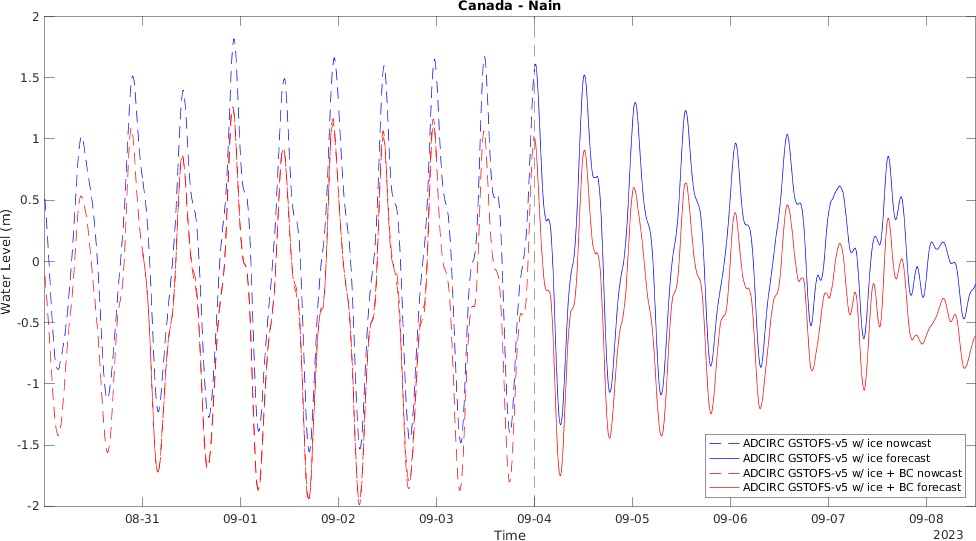 Canada - Nain
Water Level (m)
2
1.5
1
0.5
0
-0.5
-1
-1.5
-2
ADCIRC GSTOFS-v5 w/ ice nowcast
ADCIRC GSTOFS-v5 w/ ice forecast
ADCIRC GSTOFS-v5 w/ ice + BC nowcast
ADCIRC GSTOFS-v5 w/ ice + BC forecast
08-31 09-01 09-02 09-03 09-04 09-05 09-06 09-07 09-08
Time
2023